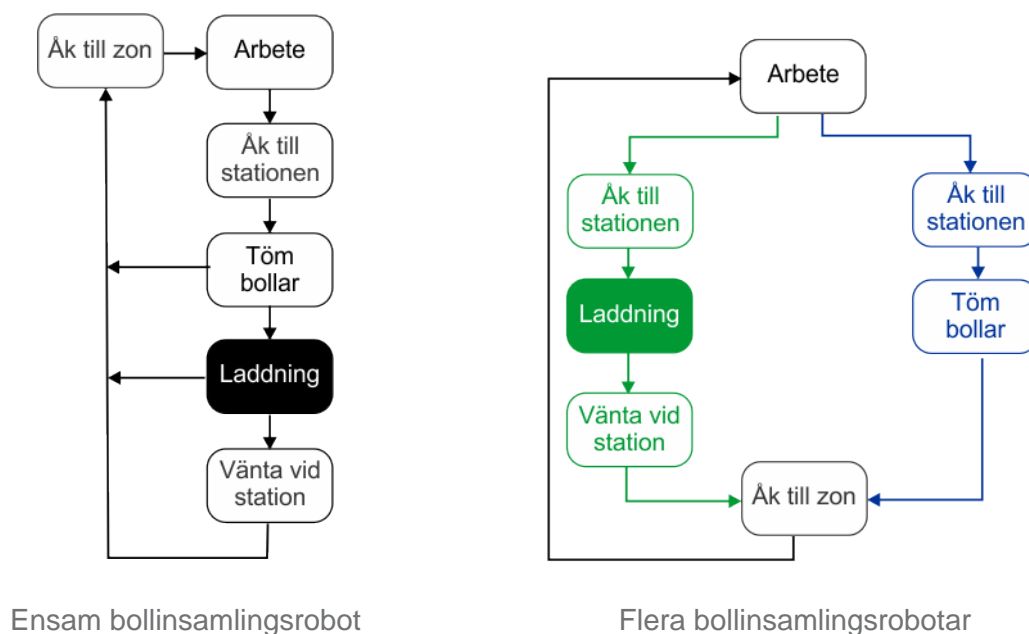 Åk till zon
Arbete
Åk till
stationen
Töm
bollar
Laddning
Vänta vid
station
Ensam bollinsamlingsrobot
Arbete
Åk till
stationen
Laddning
Vänta vid
station
Åk till
stationen
Töm
bollar
Åk till zon
Flera bollinsamlingsrobotar